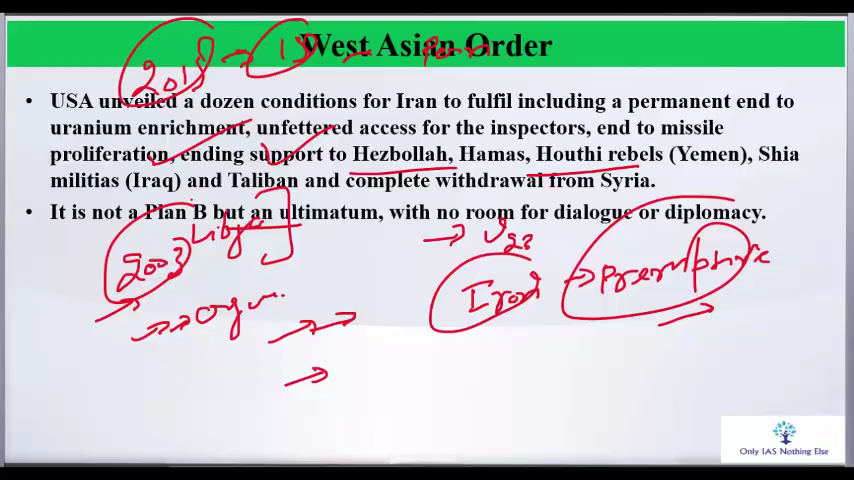 West Asian Order
2018 → 15
• USA unveiled a dozen conditions for Iran to fulfil including a permanent end to
uranium enrichment, unfettered access for the inspectors, end to missile
proliferation, ending support to Hezbollah, Hamas, Houthi rebels (Yemen), Shia
militias (Iraq) and Taliban and complete withdrawal from Syria.
• It is not a Plan B but an ultimatum, with no room for dialogue or diplomacy.
Libya
2003
Only IAS Nothing Else